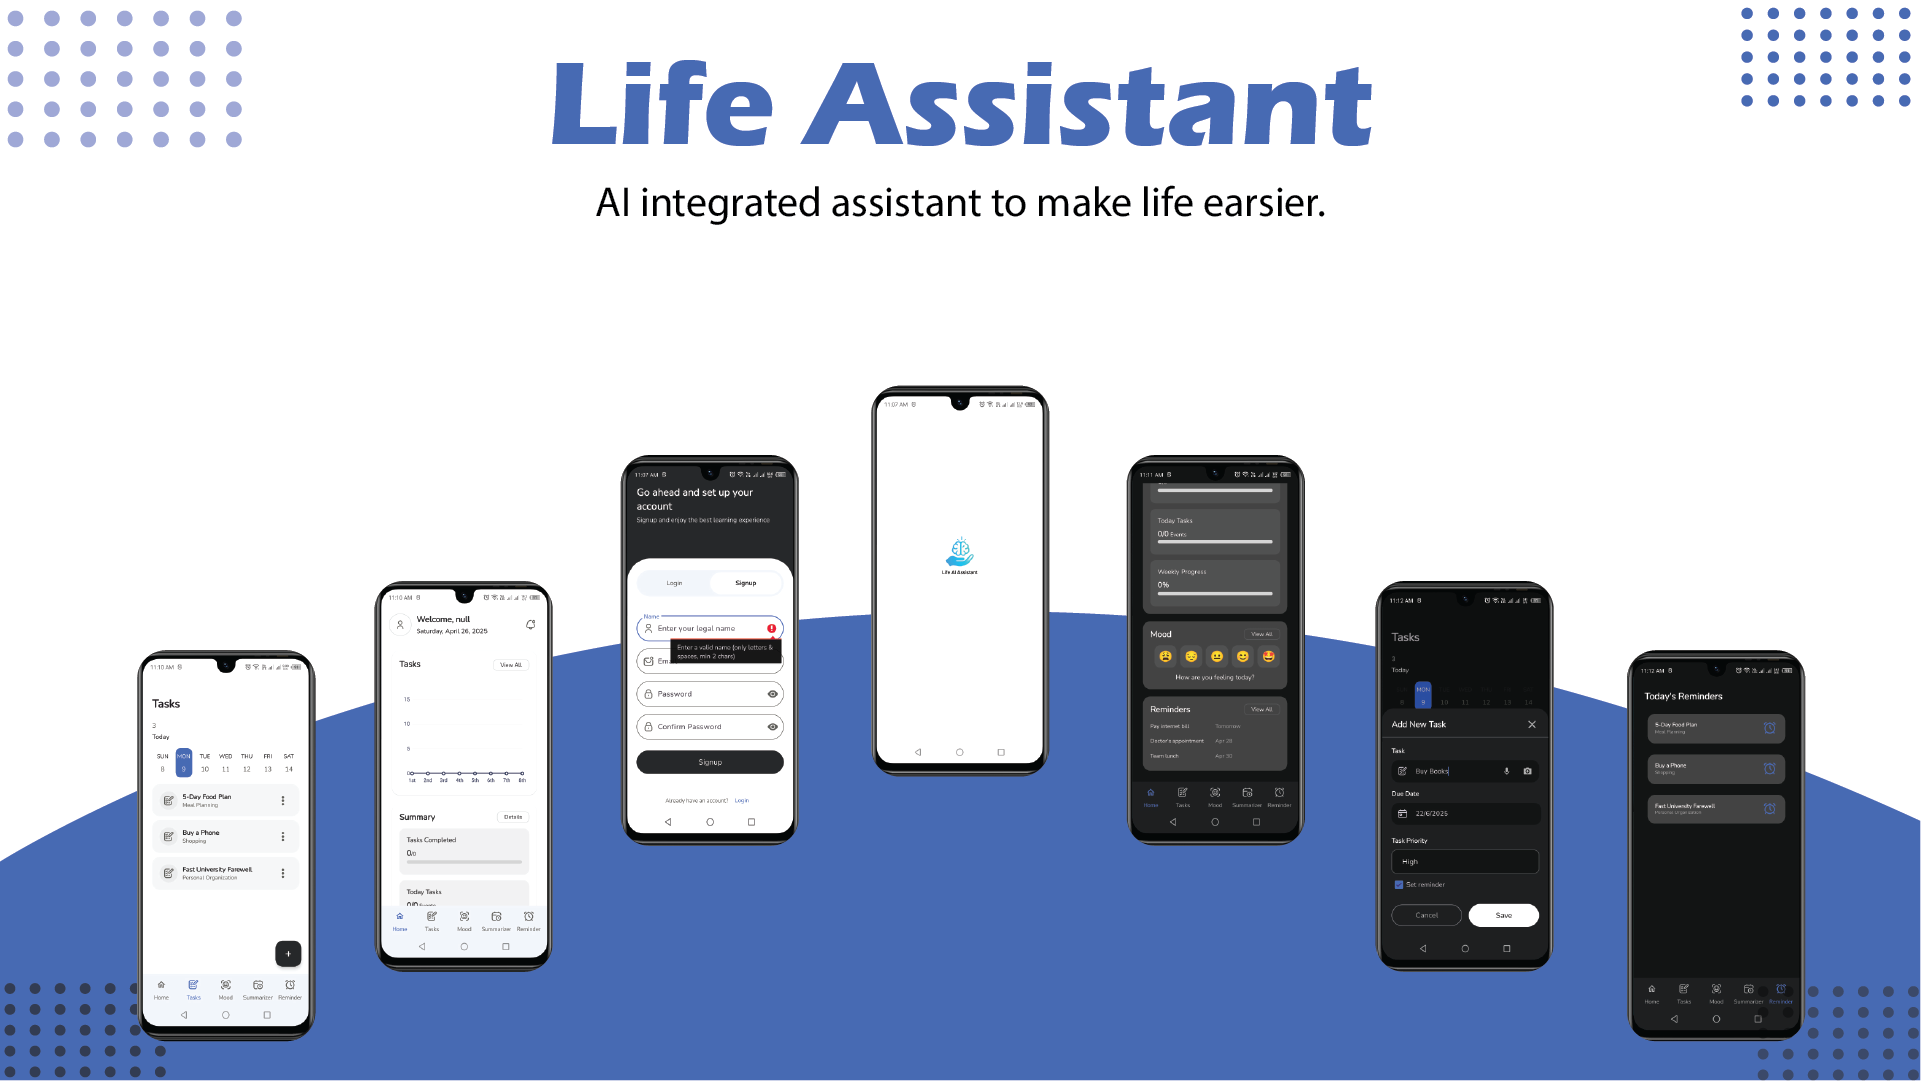 Life Assistant
AI integrated assistant to make life earsier.
11:10 AM
Tasks
3
Today
SUN MON TUE WED THU FRI SAT
8 9 10 11 12 13 14
5-Day Food Plan
Meal Planning
Buy a Phone
Shopping
Fast University Farewell
Personal Organization
+
Home Tasks Mood Summarizer Reminder
11:10 AM
Welcome, null
Saturday, April 26, 2025
Tasks View All
15
10
5
0
1st 2nd 3rd 4th 5th 6th 7th 8th
Summary Details
Tasks Completed
0/0
Today Tasks
0/0 Events
Home Tasks Mood Summarizer Reminder
11:07 AM
Go ahead and set up your
account
Signup and enjoy the best learning experience
Login Signup
Name
Enter your legal name
Enter a valid name (only letters &
spaces, min 2 chars)
Password
Confirm Password
Signup
Already have an account? Login
11:07 AM
Life AI Assistant
11:11 AM
Today Tasks
0/0 Events
Weekly Progress
0%
Mood View All
How are you feeling today?
Reminders View All
Pay internet bill Tomorrow
Doctor's appointment Apr 28
Team lunch Apr 30
Home Tasks Mood Summarizer Reminder
11:12 AM
Tasks
3
Today
MON
8 9 10 11 12 13 14
Add New Task
Task
Buy Books
Due Date
22/6/2025
Task Priority
High
Set reminder
Cancel Save
11:12 AM
Today's Reminders
5-Day Food Plan
Meal Planning
Buy a Phone
Shopping
Fast University Farewell
Personal Organization
Home Tasks Mood Summarizer Reminder